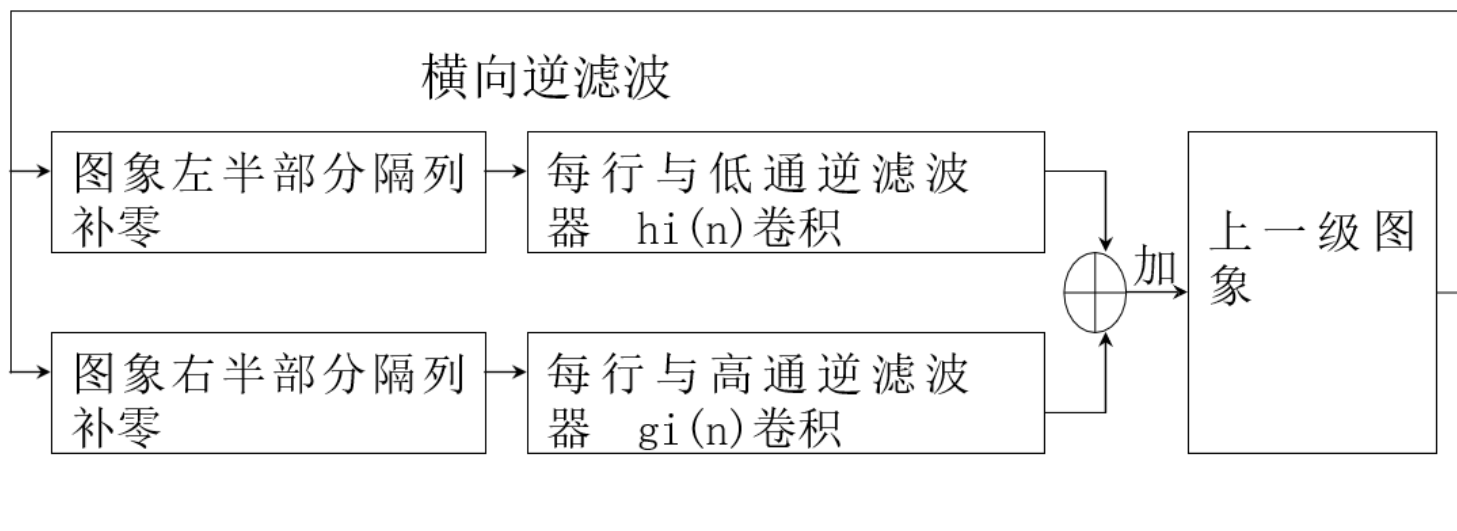 横向逆滤波
图象左半部分隔列
补零
每行与低通逆滤波
器 hi(n)卷积
加
上一级图
象
图象右半部分隔列
补零
每行与高通逆滤波
器 gi(n)卷积